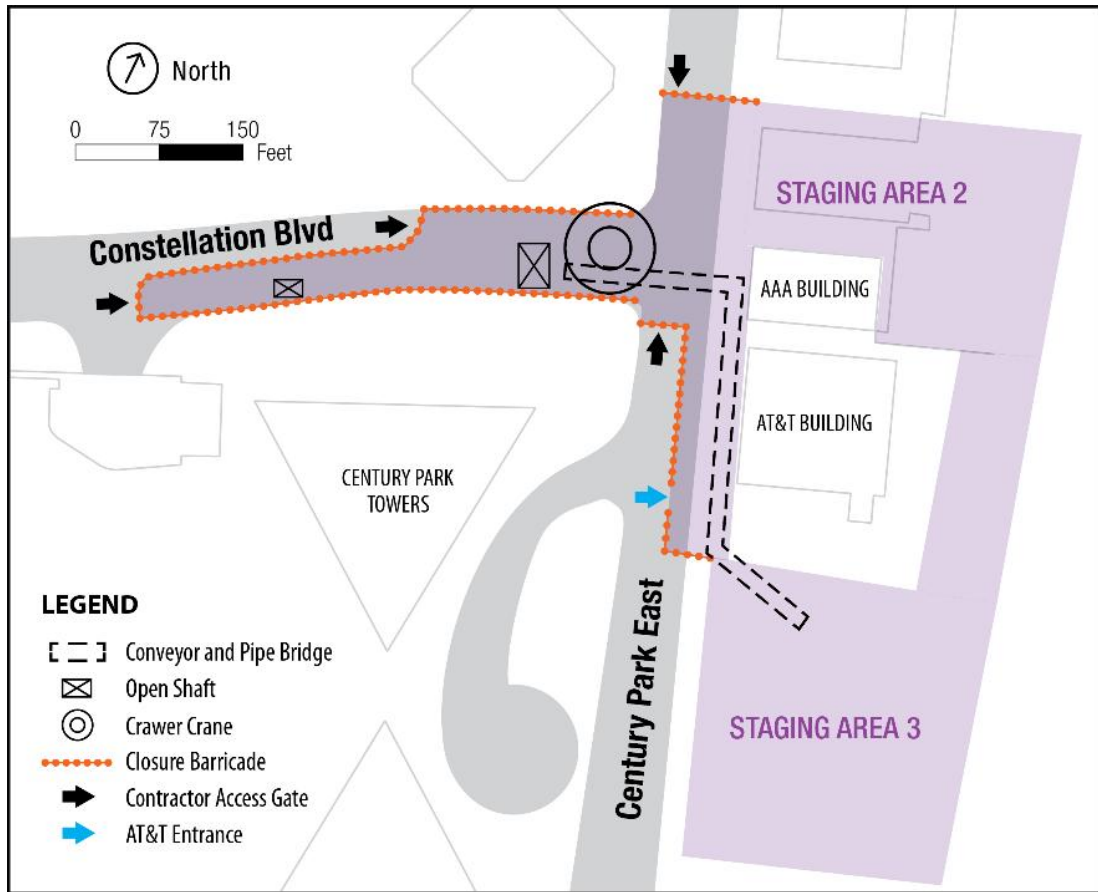 North
0 75 150
Feet
Constellation Blvd
STAGING AREA 2
AAA BUILDING
AT&T BUILDING
CENTURY PARK
TOWERS
Century Park East
STAGING AREA 3
LEGEND
Conveyor and Pipe Bridge
Open Shaft
Crawer Crane
Closure Barricade
Contractor Access Gate
AT&T Entrance